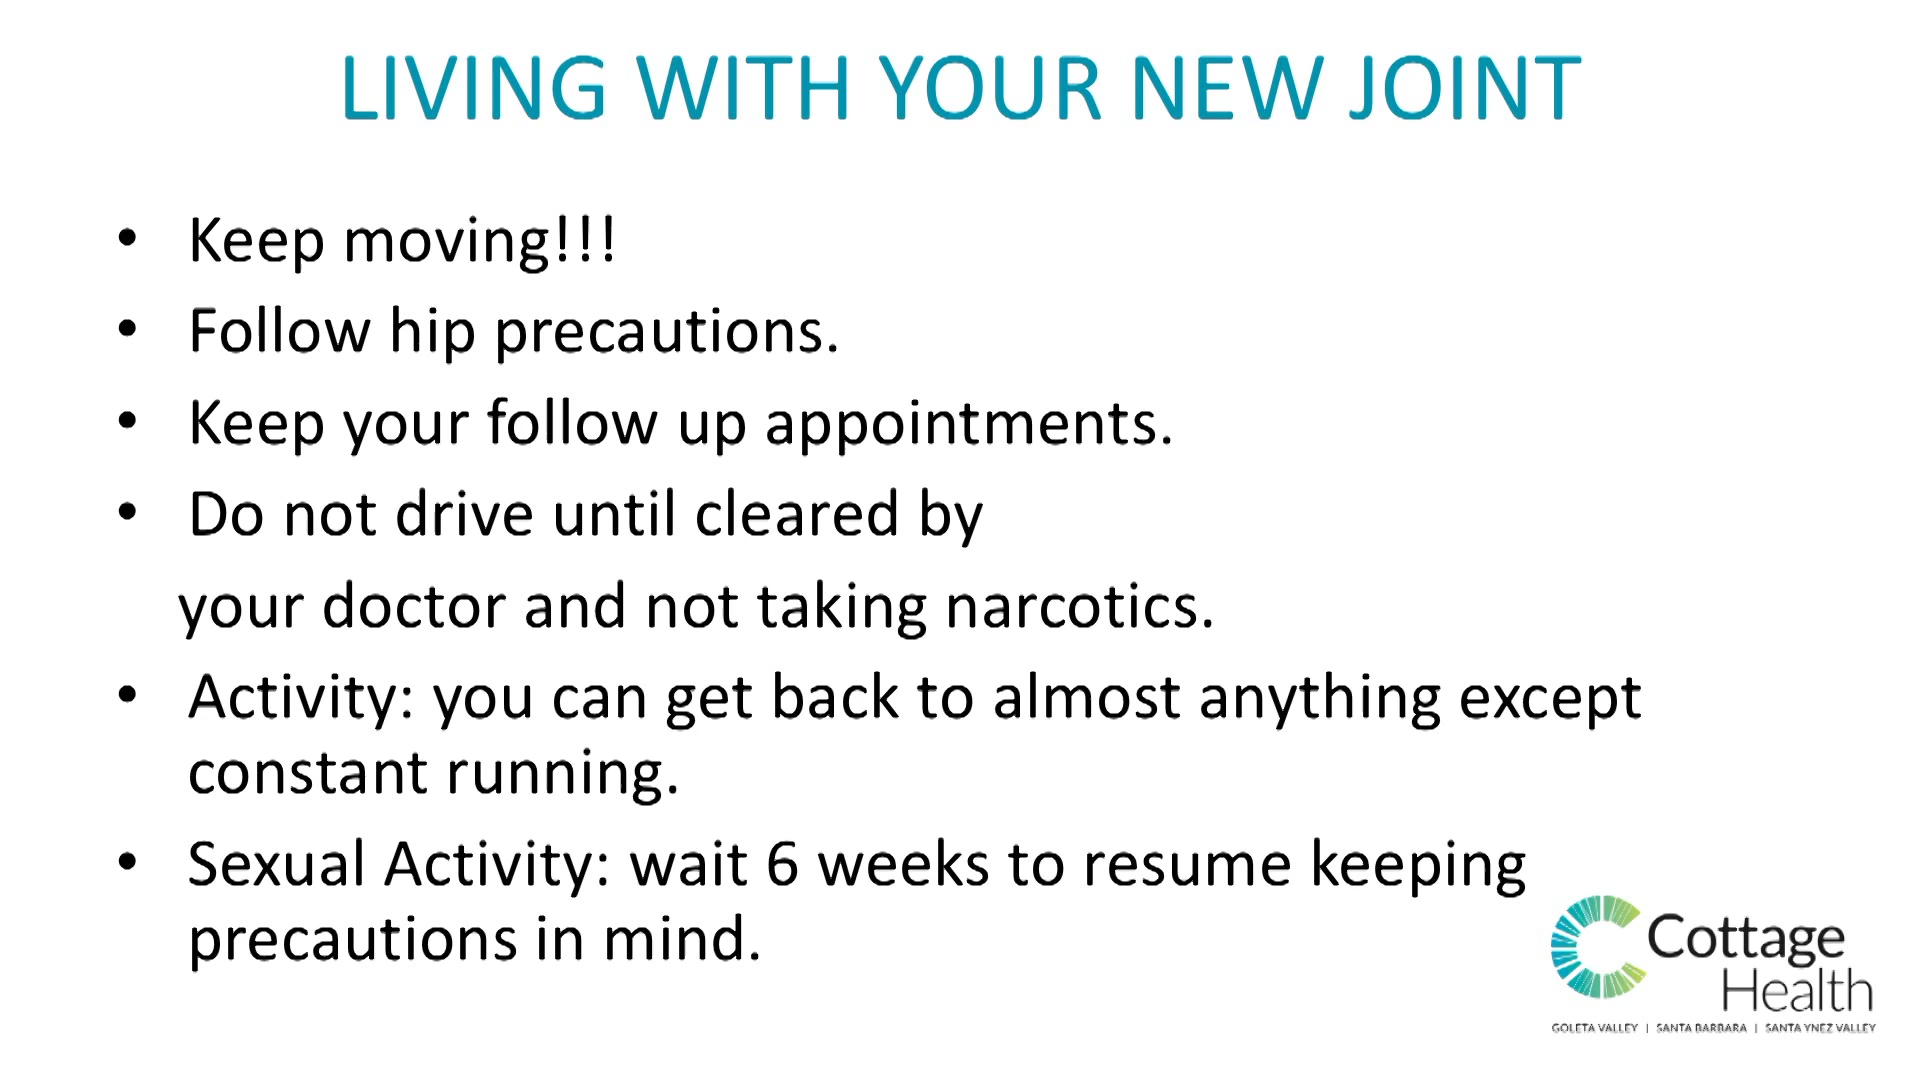 LIVING WITH YOUR NEW JOINT
• Keep moving!!!
• Follow hip precautions.
• Keep your follow up appointments.
• Do not drive until cleared by
your doctor and not taking narcotics.
• Activity: you can get back to almost anything except
constant running.
• Sexual Activity: wait 6 weeks to resume keeping
precautions in mind.
Cottage
Health
GOLETA VALLEY | SANTA BARBARA | SANTA YNEZ VALLEY